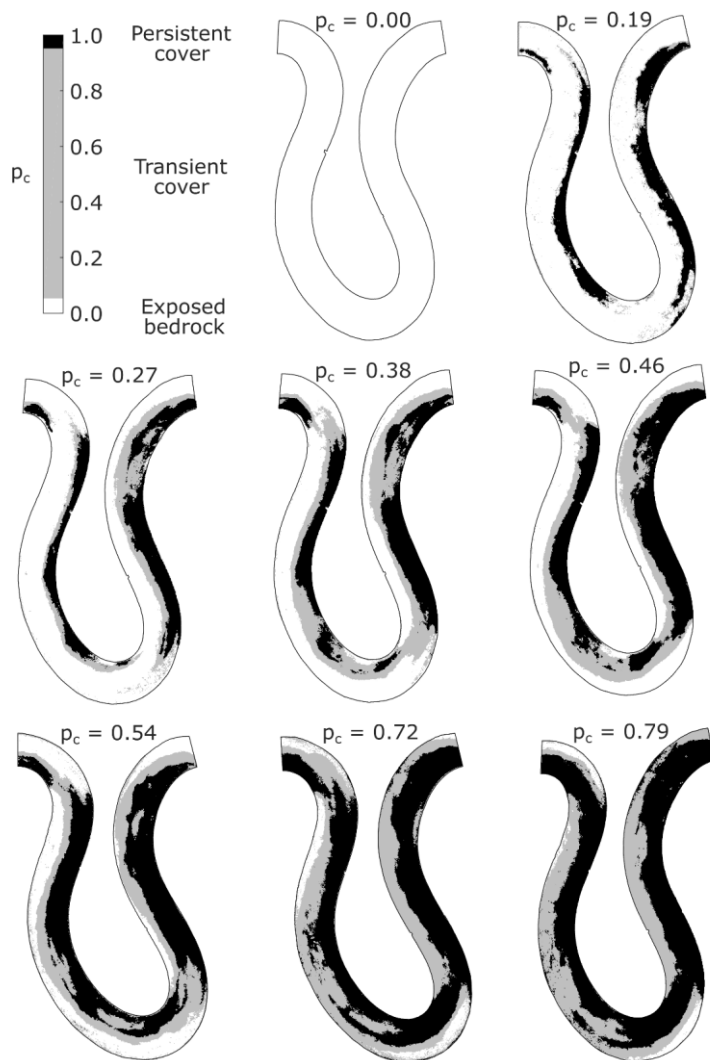 1.0
Persistent
cover
0.8
0.6
Transient
cover
p_c
0.4
0.2
0.0
Exposed
bedrock
p_c = 0.00
p_c = 0.19
p_c = 0.27
p_c = 0.38
p_c = 0.46
p_c = 0.54
p_c = 0.72
p_c = 0.79